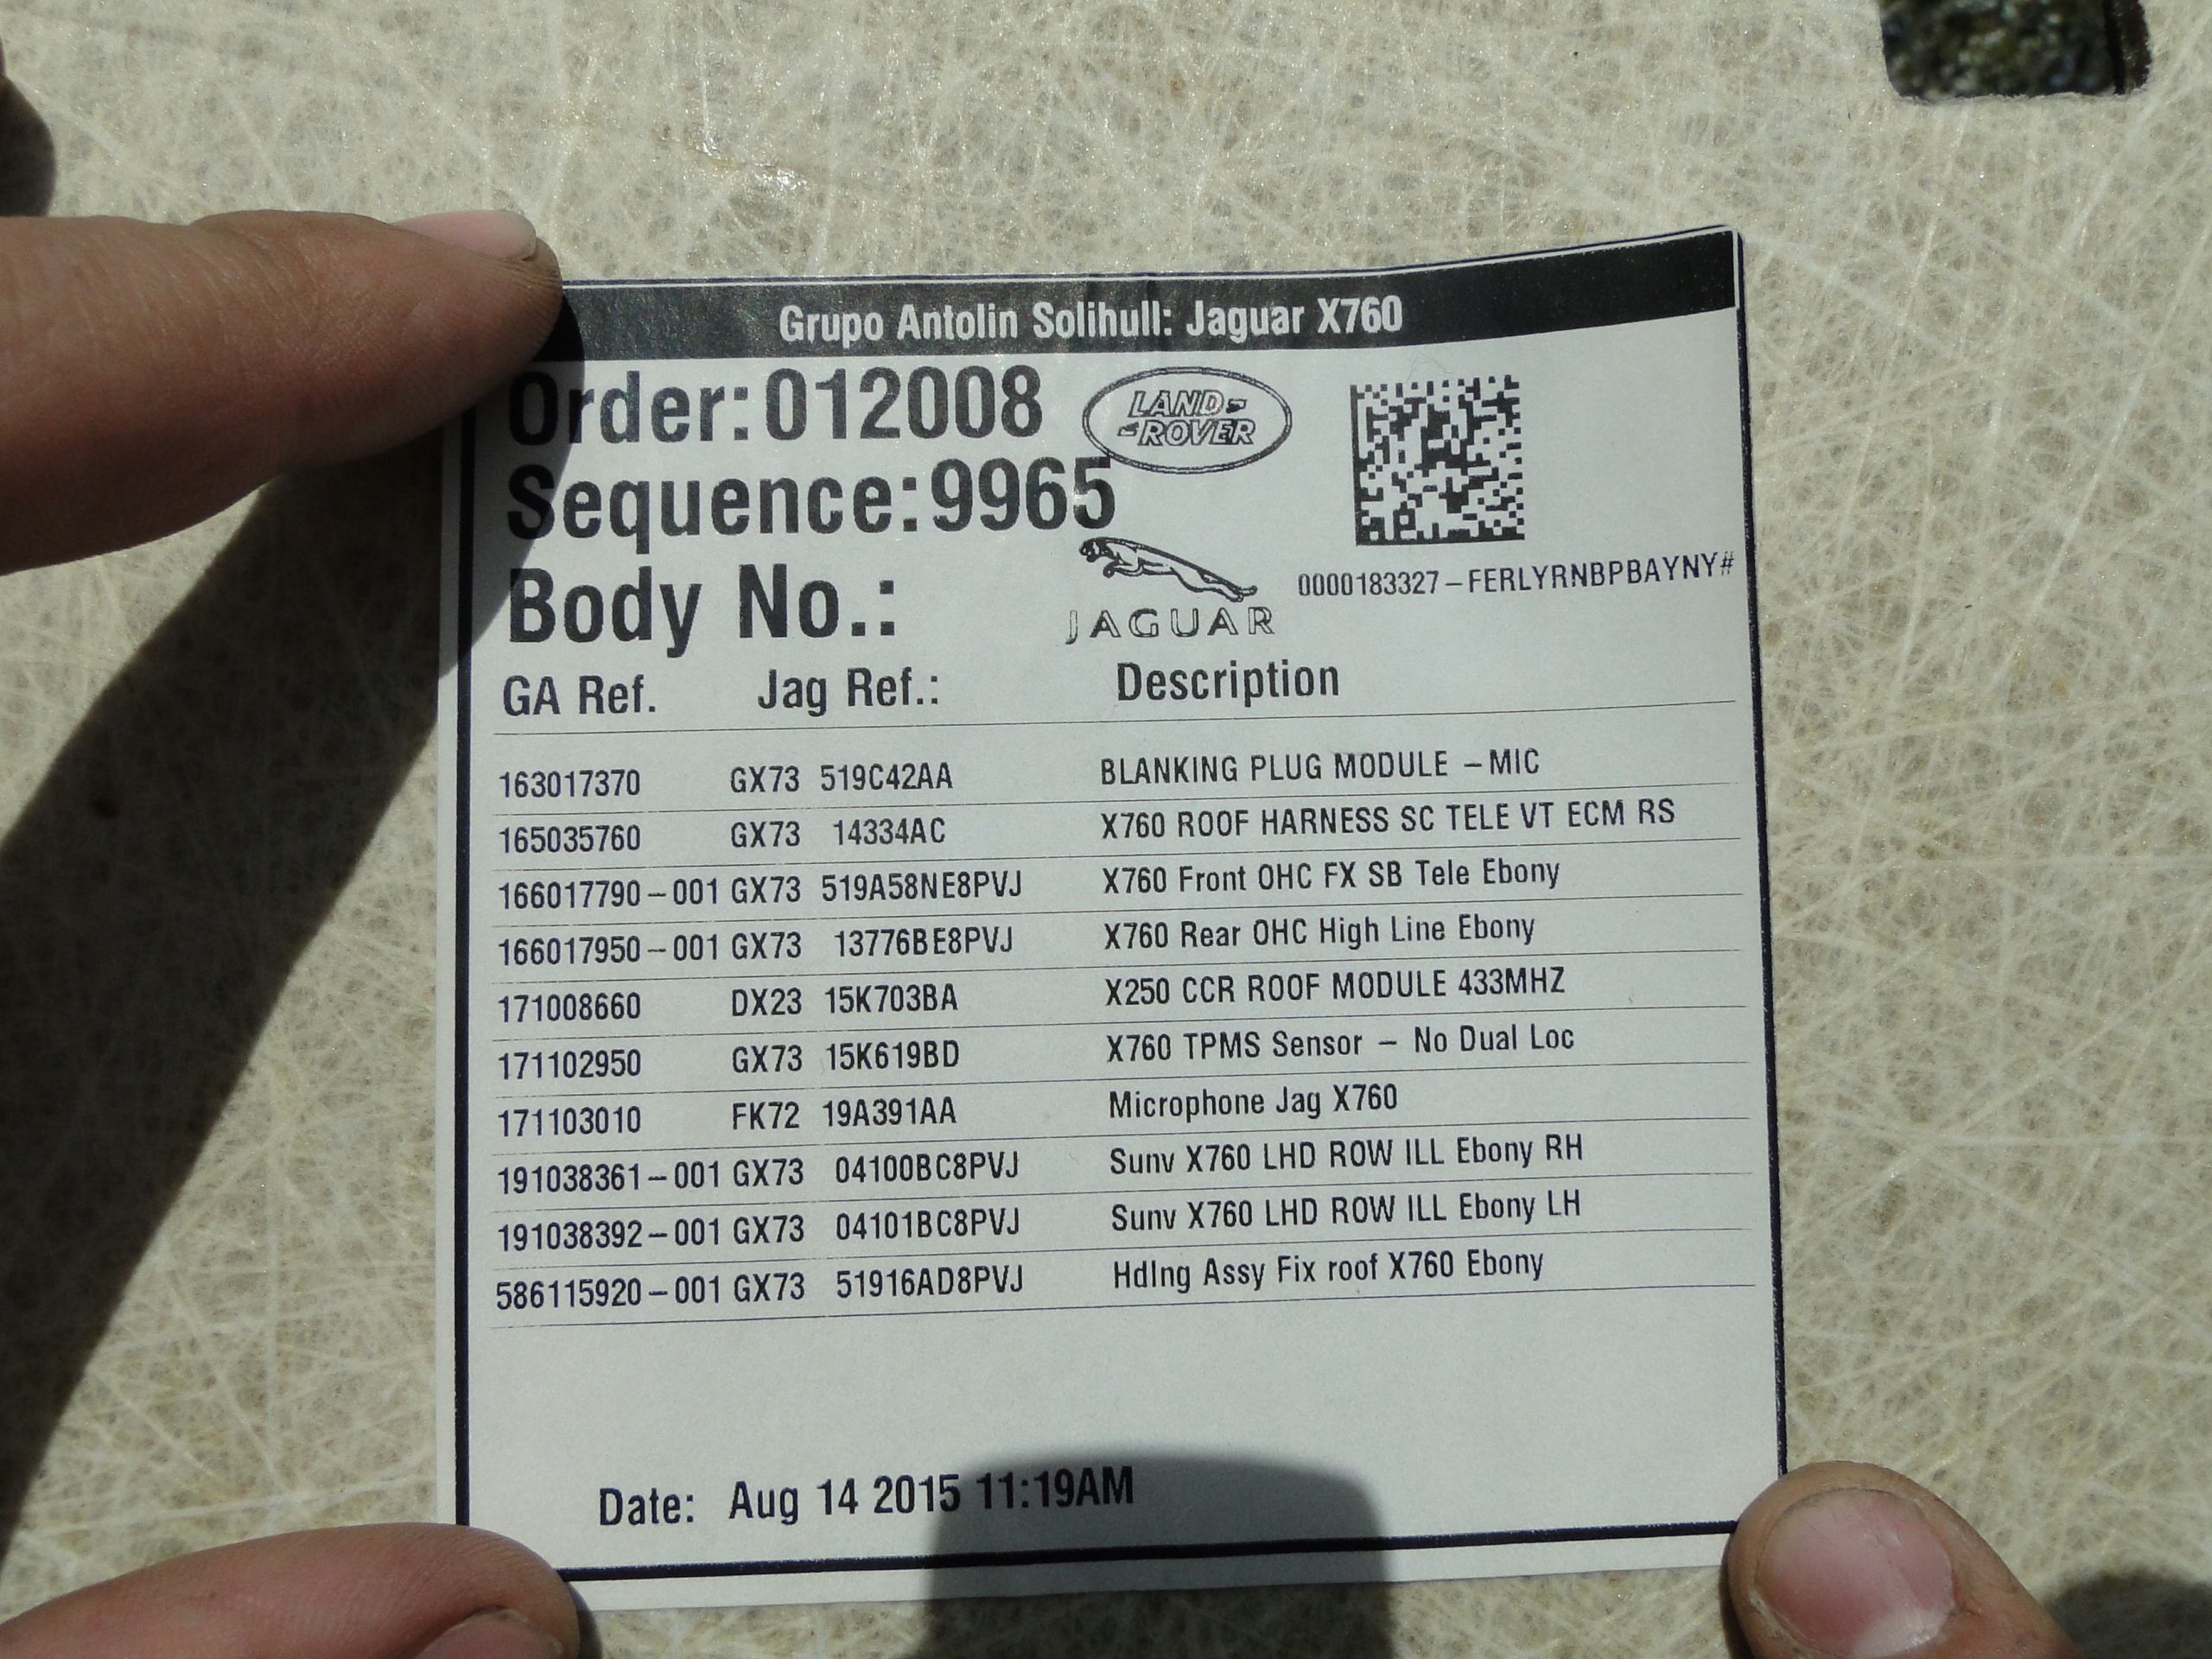 Grupo Antolin Solihull: Jaguar X760
Order: 012008
LAND-
-ROVER
Sequence: 9965
Body No.:
JAGUAR
0000183327-FERLYRNBPBAYNY#
GA Ref. Jag Ref.: Description
163017370 GX73 519C42AA BLANKING PLUG MODULE -MIC
165035760 GX73 14334AC X760 ROOF HARNESS SC TELE VT ECM RS
166017790-001 GX73 519A58NE8PVJ X760 Front OHC FX SB Tele Ebony
166017950-001 GX73 13776BE8PVJ X760 Rear OHC High Line Ebony
171008660 DX23 15K703BA X250 CCR ROOF MODULE 433MHZ
171102950 GX73 15K619BD X760 TPMS Sensor - No Dual Loc
171103010 FK72 19A391AA Microphone Jag X760
191038361-001 GX73 04100BC8PVJ Sunv X760 LHD ROW ILL Ebony RH
191038392-001 GX73 04101BC8PVJ Sunv X760 LHD ROW ILL Ebony LH
586115920-001 GX73 51916AD8PVJ Hdlng Assy Fix roof X760 Ebony
Date: Aug 14 2015 11:19AM